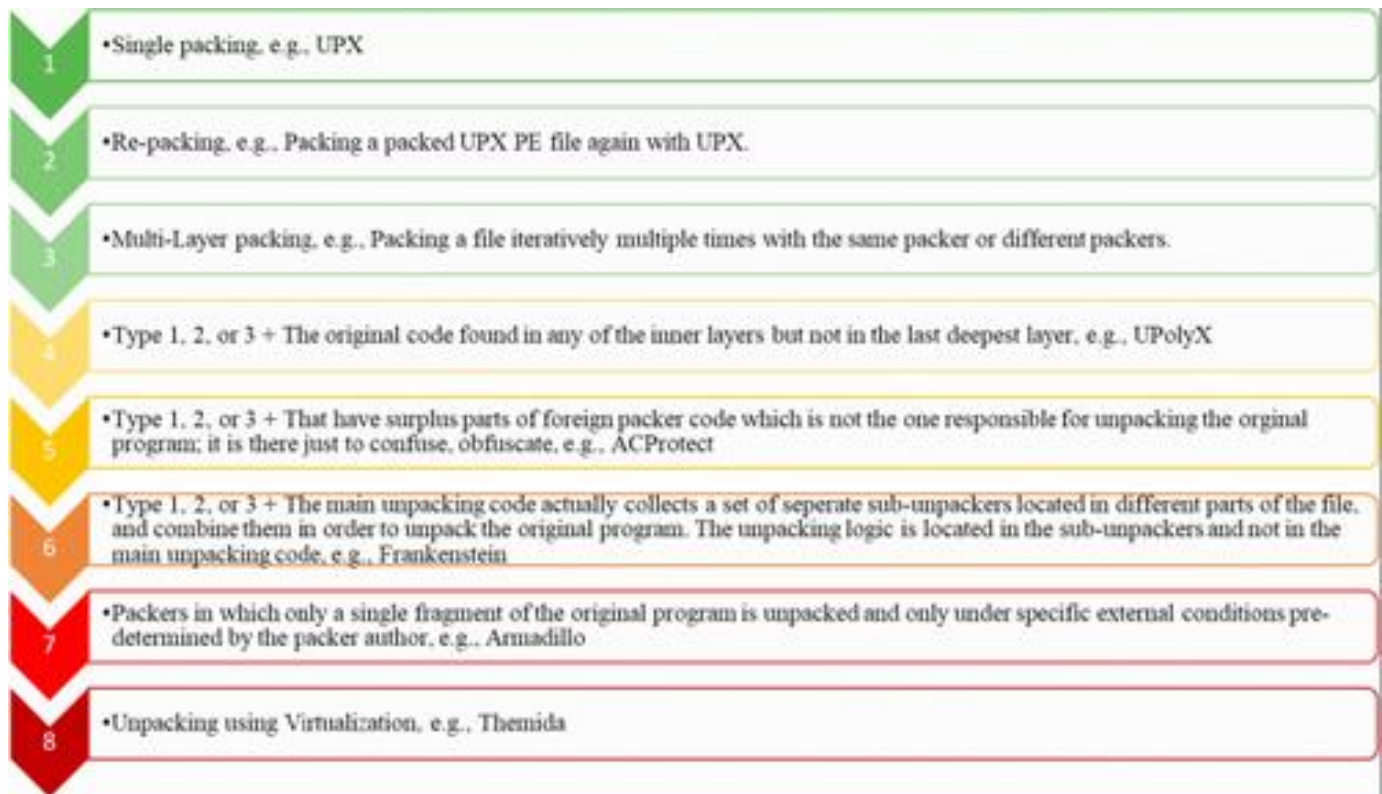 1
•Single packing, e.g., UPX
2
•Re-packing, e.g., Packing a packed UPX PE file again with UPX.
3
•Multi-Layer packing, e.g., Packing a file iteratively multiple times with the same packer or different packers.
4
•Type 1, 2, or 3 + The original code found in any of the inner layers but not in the last deepest layer, e.g., UPolyX
5
•Type 1, 2, or 3 + That have surplus parts of foreign packer code which is not the one responsible for unpacking the orginal
program; it is there just to confuse, obfuscate, e.g., ACProtect
6
•Type 1, 2, or 3 + The main unpacking code actually collects a set of seperate sub-unpackers located in different parts of the file,
and combine them in order to unpack the original program. The unpacking logic is located in the sub-unpackers and not in the
main unpacking code, e.g., Frankenstein
7
•Packers in which only a single fragment of the original program is unpacked and only under specific external conditions pre-
determined by the packer author, e.g., Armadillo
8
•Unpacking using Virtualization, e.g., Themida